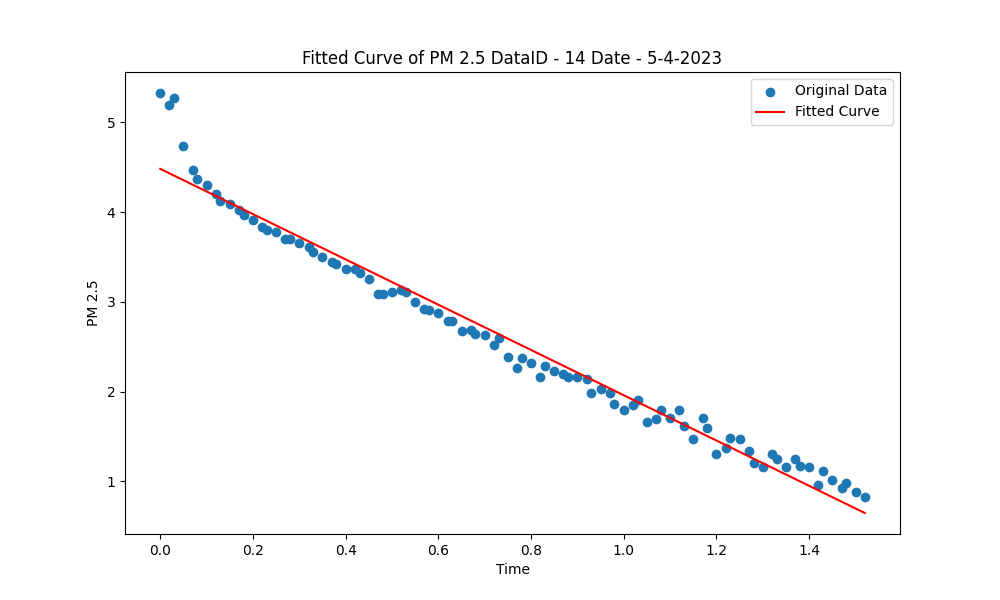 Fitted Curve of PM 2.5 DataID - 14 Date - 5-4-2023
Original Data
Fitted Curve
5
4
3
2
1
PM 2.5
0.0 0.2 0.4 0.6 0.8 1.0 1.2 1.4
Time